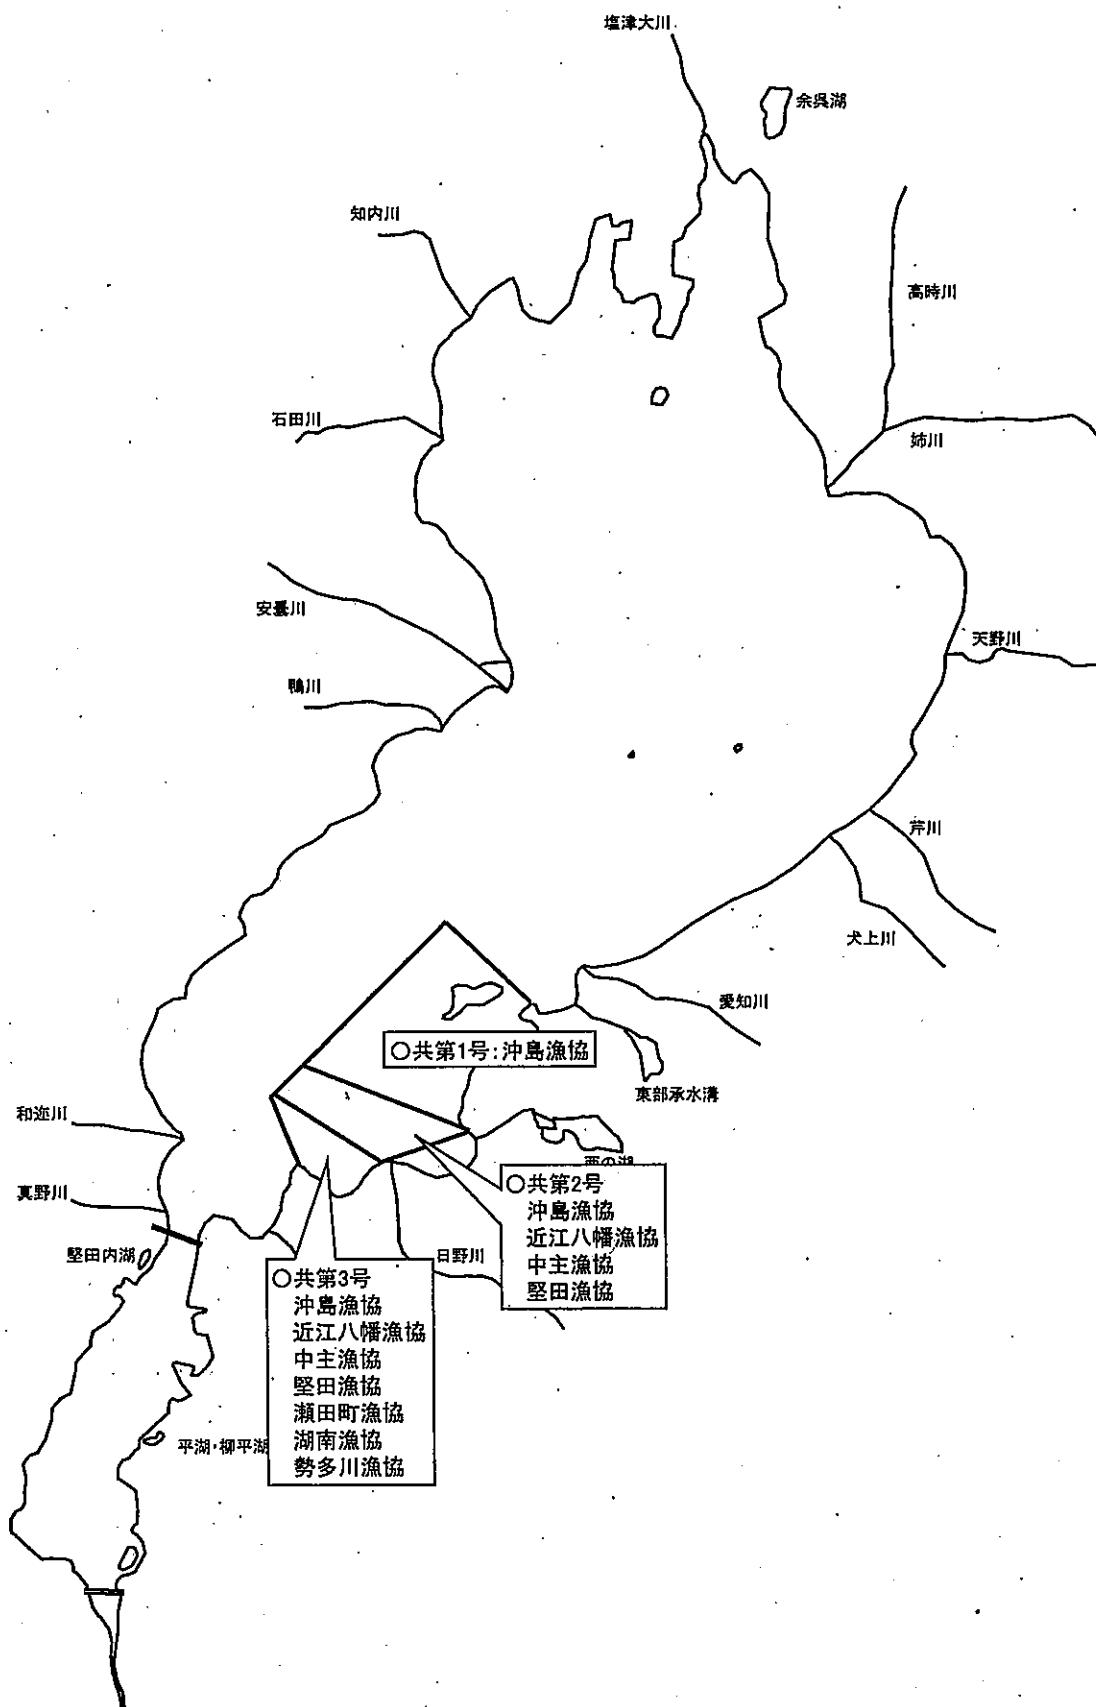 塩津大川
余呉湖
知内川
高時川
石田川
姉川
安曇川
天野川
鴨川
芹川
犬上川
愛知川
○共第1号:沖島漁協
東部承水溝
和迩川
西の湖
真野川
○共第2号
沖島漁協
近江八幡漁協
中主漁協
堅田漁協
堅田内湖
日野川
○共第3号
沖島漁協
近江八幡漁協
中主漁協
堅田漁協
瀬田町漁協
湖南漁協
勢多川漁協
平湖・柳平湖